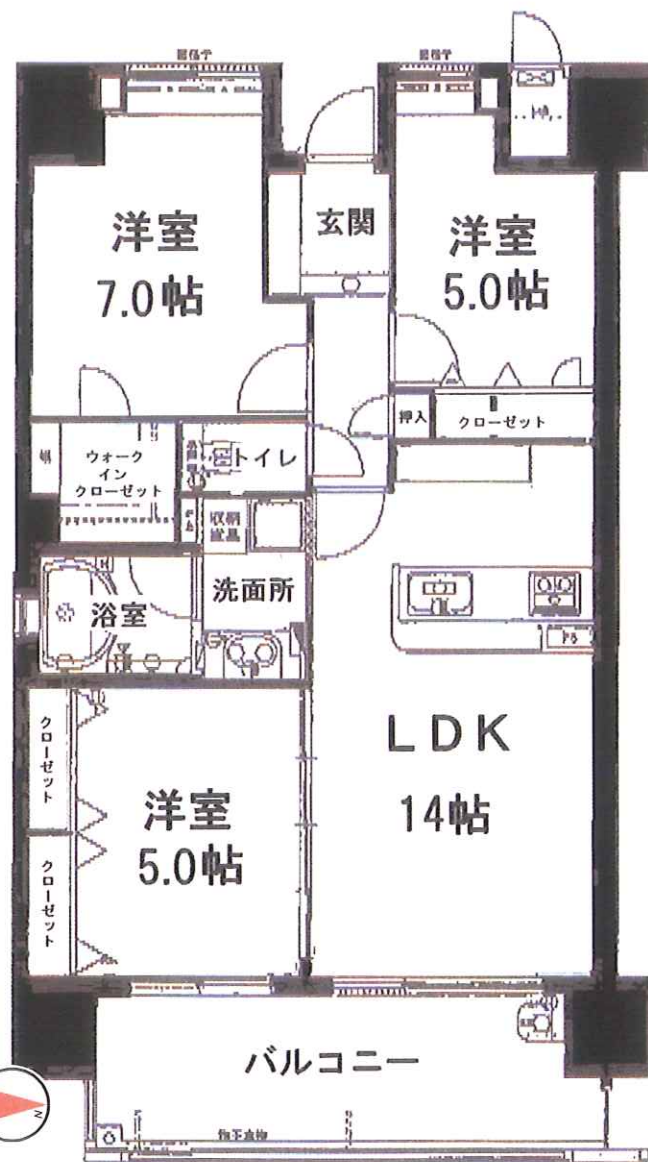 洋室
7.0帖
玄関
洋室
5.0帖
押入
クローゼット
ウォーク
イン
クローゼット
トイレ
収納
洗面所
浴室
LDK
14帖
クローゼット
洋室
5.0帖
クローゼット
バルコニー
N